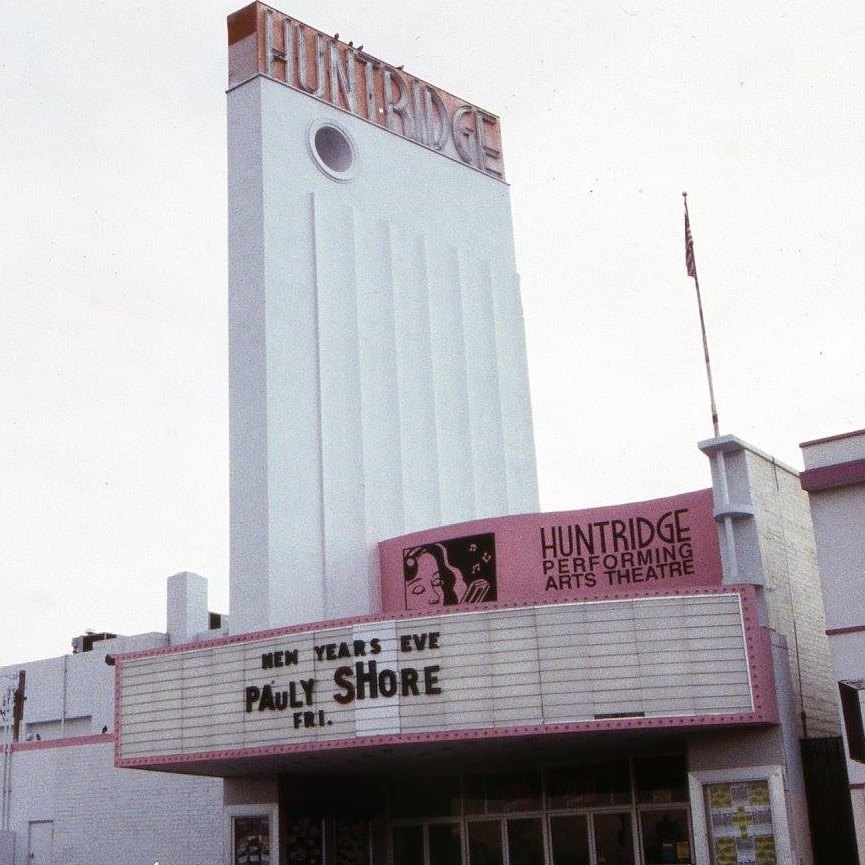 HUNTRIDGE
HUNTRIDGE
PERFORMING
ARTS THEATRE
NEW YEARS EVE
PAuLY SHORE
FRI.